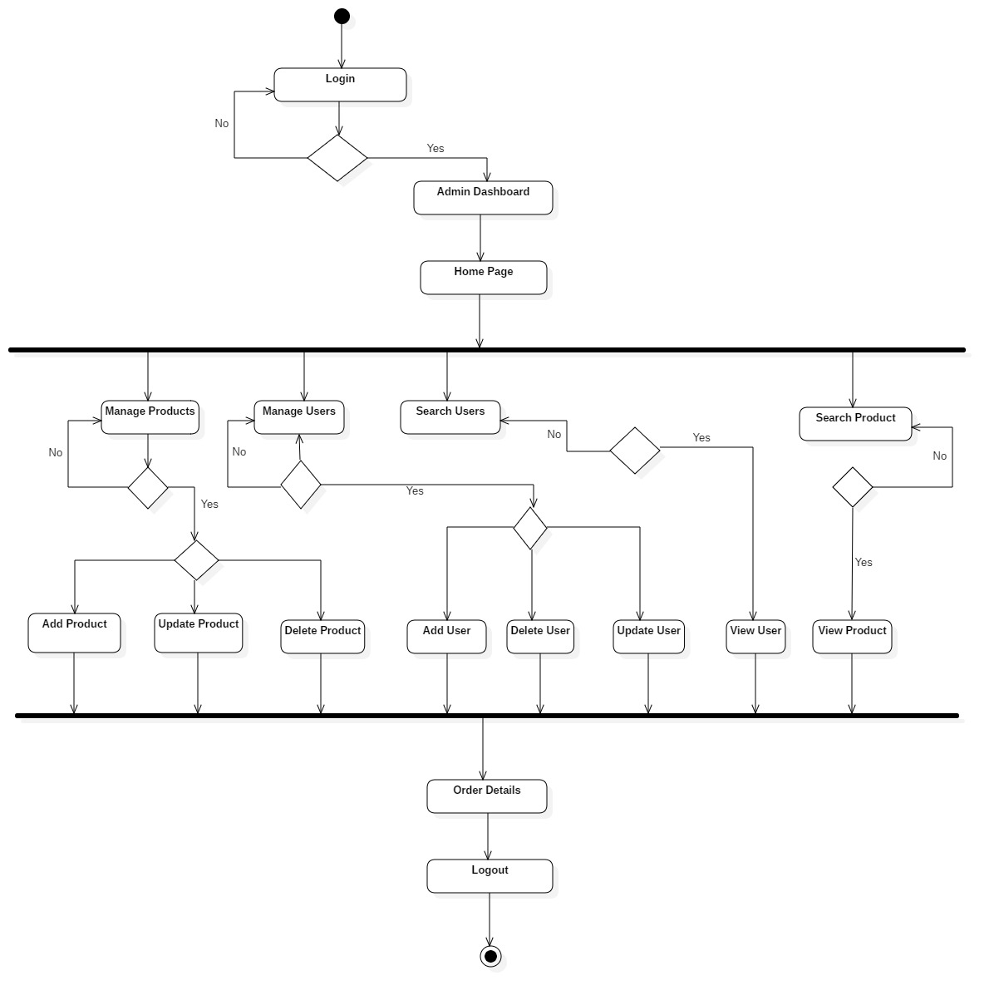 Login
No
Yes
Admin Dashboard
Home Page
Manage Products
Manage Users
Search Users
Search Product
No
No
No
Yes
No
Yes
Yes
Yes
Add Product
Update Product
Delete Product
Add User
Delete User
Update User
View User
View Product
Order Details
Logout